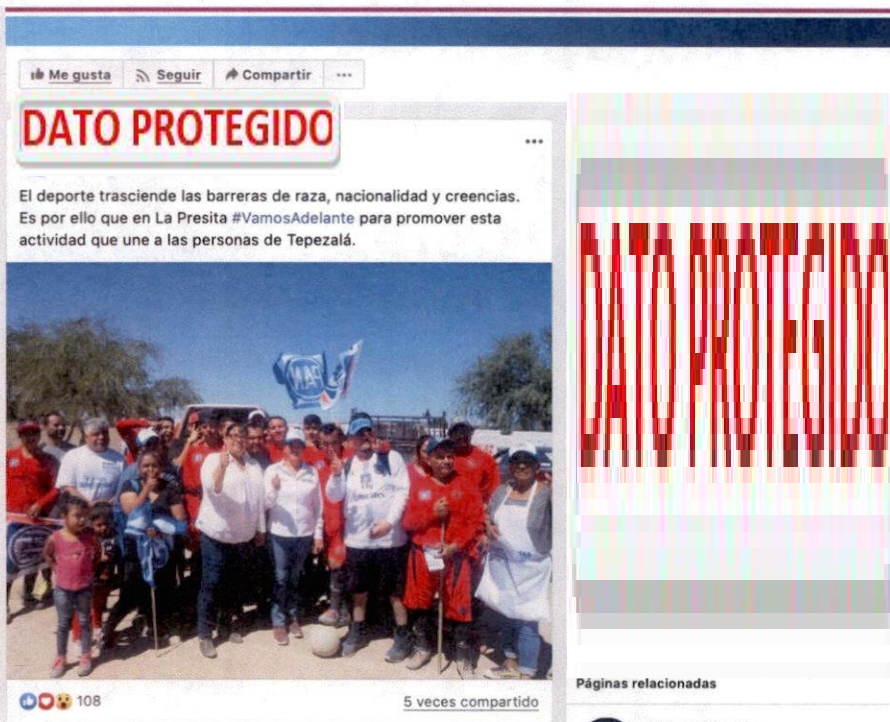 Me gusta
Seguir
Compartir
DATO PROTEGIDO
El deporte trasciende las barreras de raza, nacionalidad y creencias.
Es por ello que en La Presita #VamosAdelante para promover esta
actividad que une a las personas de Tepezalá.
DATO PROTEGIDO
PAN
108
5 veces compartido
Páginas relacionadas